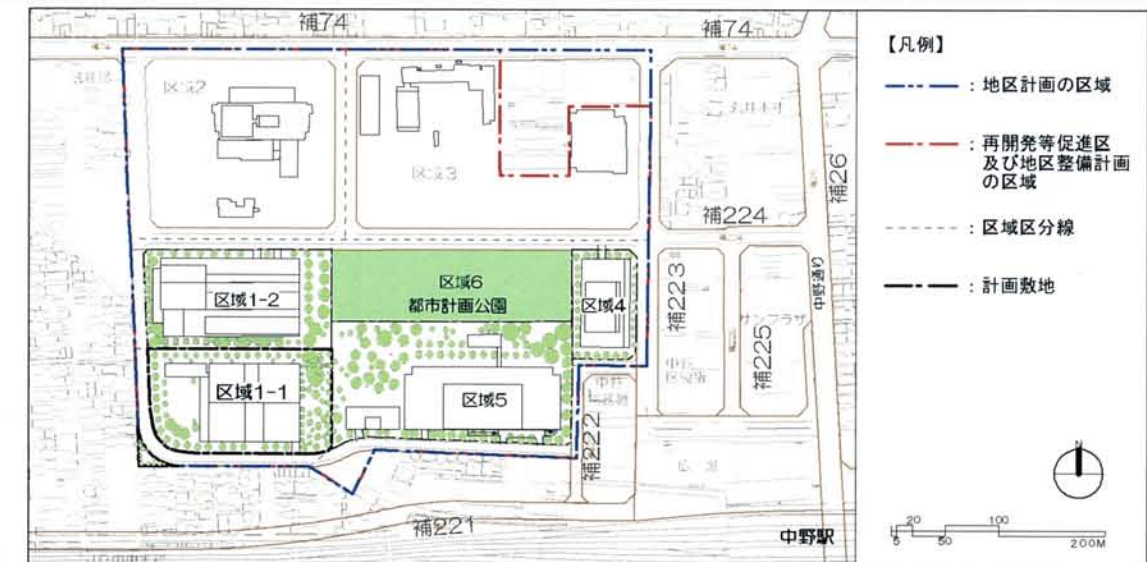 補74
補74
区域2
区域3
補26
補224
区域1-2
区域6
都市計画公園
区域4
補223
補225
サンプラザ
中野通り
区域1-1
区域5
補222
補221
中野駅
【凡例】
：地区計画の区域
：再開発等促進区
及び地区整備計画
の区域
：区域区分線
：計画敷地
N
20
100
5
50
200M